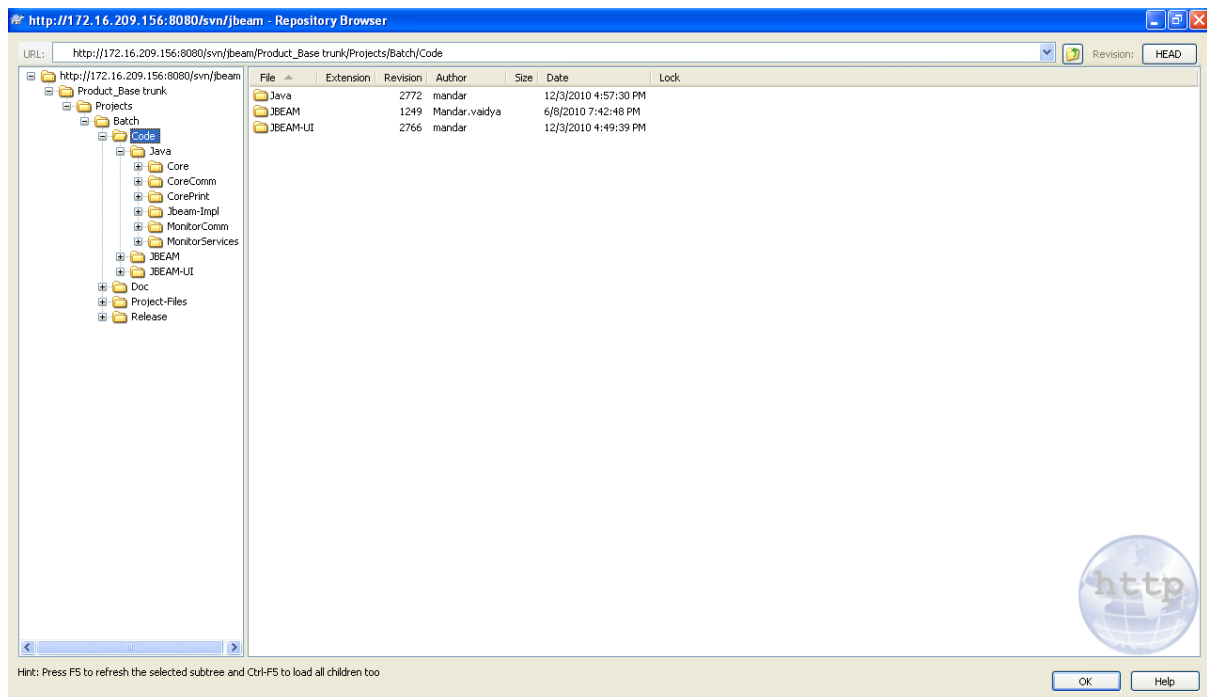 http://172.16.209.156:8080/svn/jbeam - Repository Browser
URL: http://172.16.209.156:8080/svn/jbeam/Product_Base trunk/Projects/Batch/Code Revision: HEAD
http://172.16.209.156:8080/svn/jbeam
Product_Base trunk
Projects
Batch
Code
Java
Core
CoreComm
CorePrint
Jbeam-Impl
MonitorComm
MonitorServices
JBEAM
JBEAM-UI
Doc
Project-Files
Release
File Extension Revision Author Size Date Lock
Java 2772 mandar 12/3/2010 4:57:30 PM
JBEAM 1249 Mandar.vaidya 6/8/2010 7:42:48 PM
JBEAM-UI 2766 mandar 12/3/2010 4:49:39 PM
http
Hint: Press F5 to refresh the selected subtree and Ctrl-F5 to load all children too
OK Help